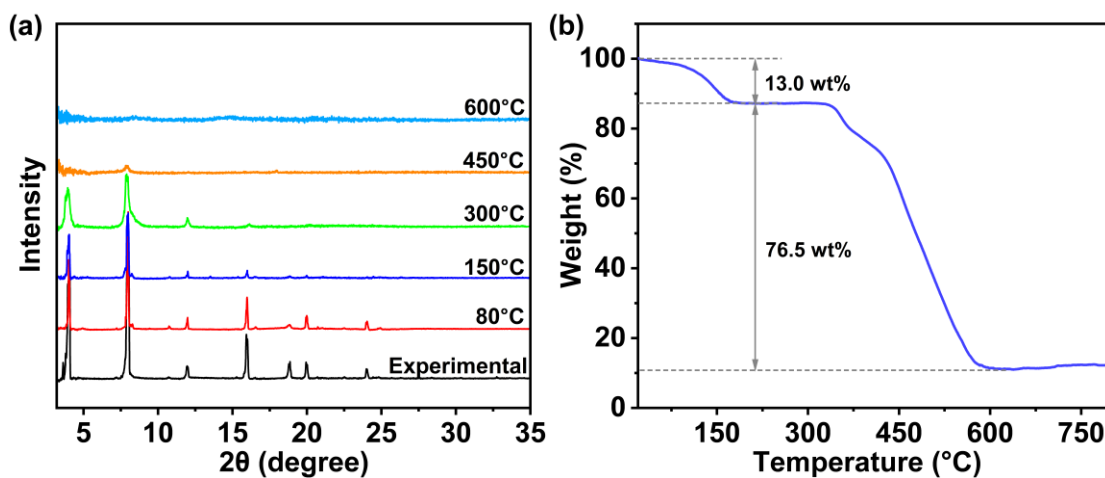 (a)
Intensity
600°C
450°C
300°C
150°C
80°C
Experimental
5 10 15 20 25 30 35
2θ (degree)
(b)
Weight (%)
100
80
60
40
20
0
13.0 wt%
76.5 wt%
150 300 450 600 750
Temperature (°C)